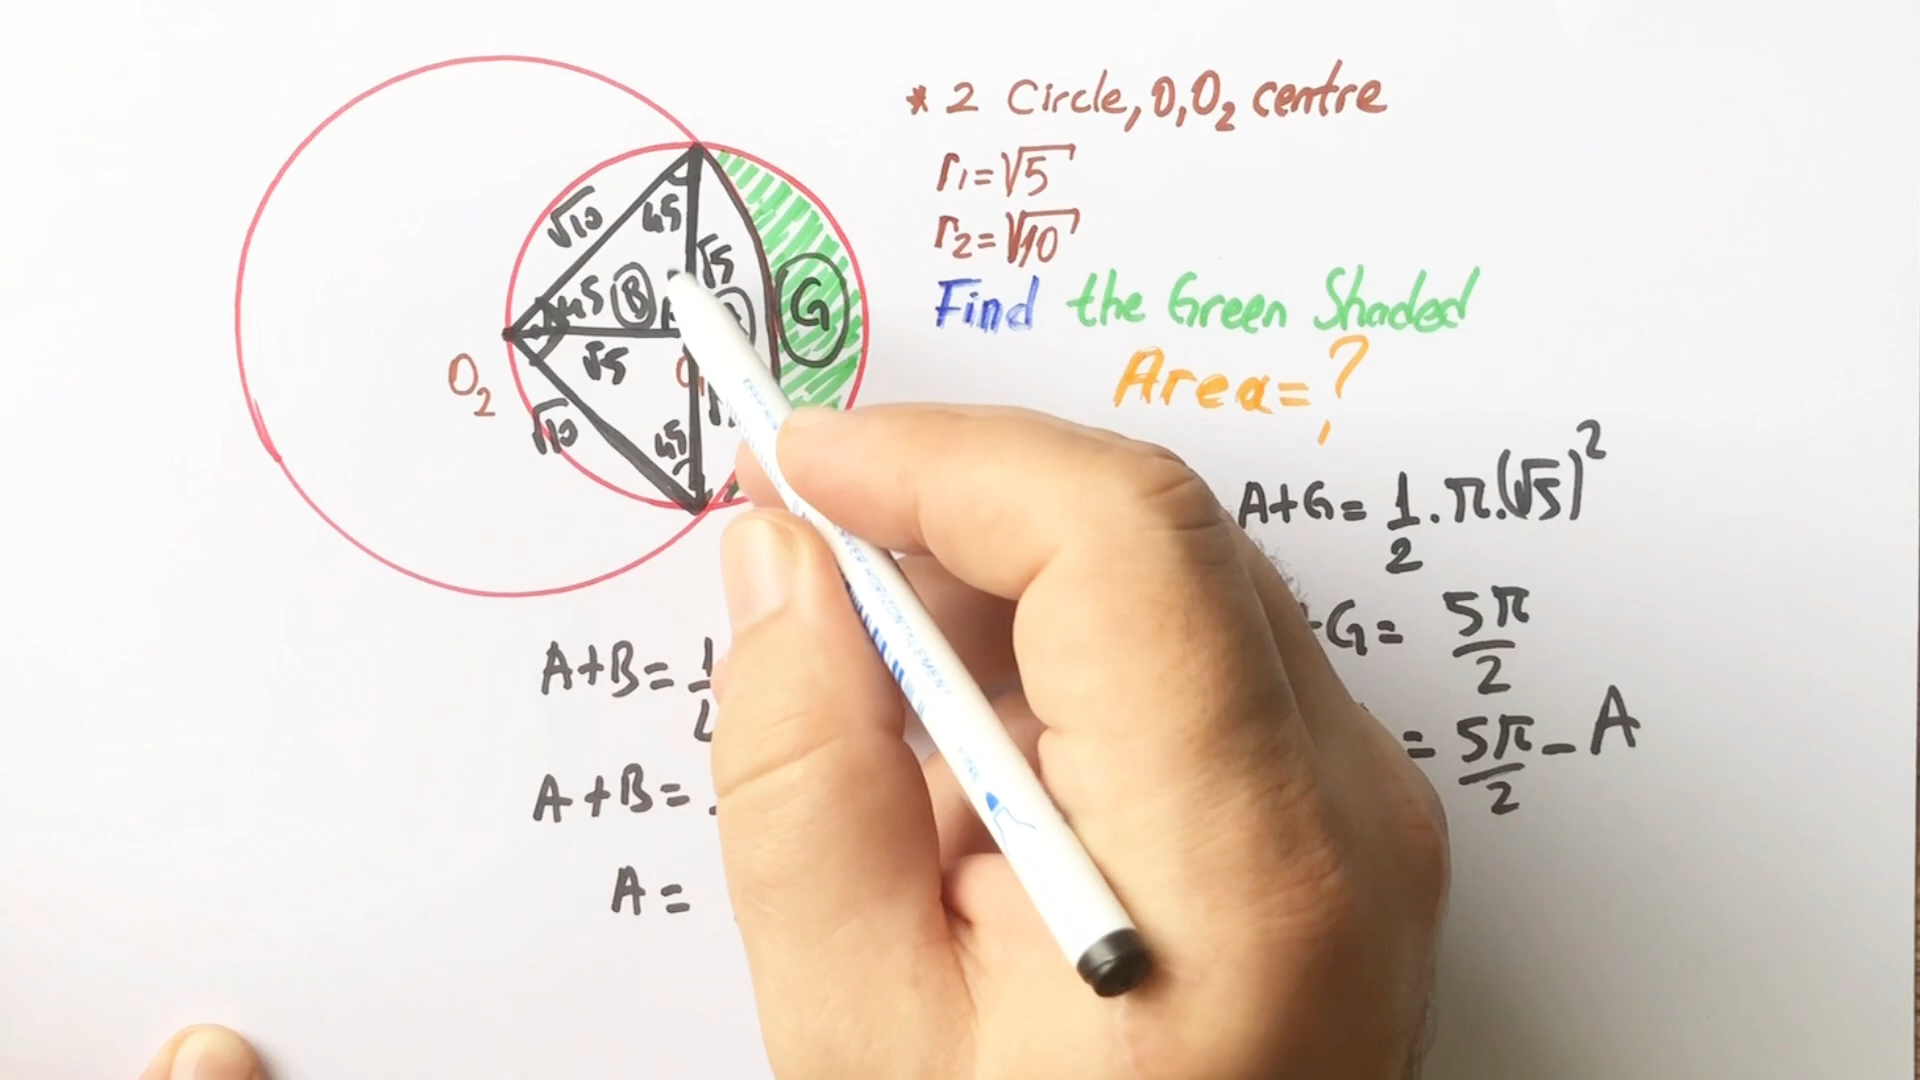 * 2 Circle, O, O₂ centre
r₁=√5
r₂=√10
Find the Green Shaded
Area=?
√10
45
√5
45
B
G
√5
O₂
√10
45
A+G= 1/2 . π.(√5)²
G= 5π/2
= 5π/2 - A
A+B= 1
A+B=
A =